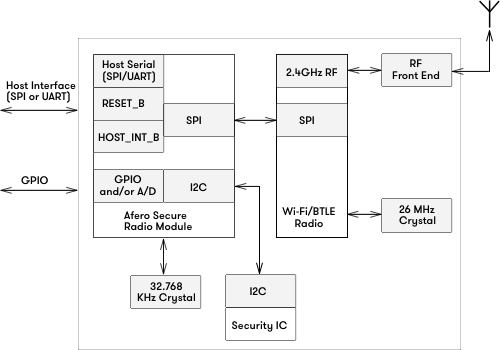 Host Interface
(SPI or UART)
GPIO
Host Serial
(SPI/UART)
RESET_B
HOST_INT_B
SPI
GPIO
and/or A/D
I2C
Afero Secure
Radio Module
32.768
KHz Crystal
2.4GHz RF
SPI
Wi-Fi/BTLE
Radio
RF
Front End
26 MHz
Crystal
I2C
Security IC